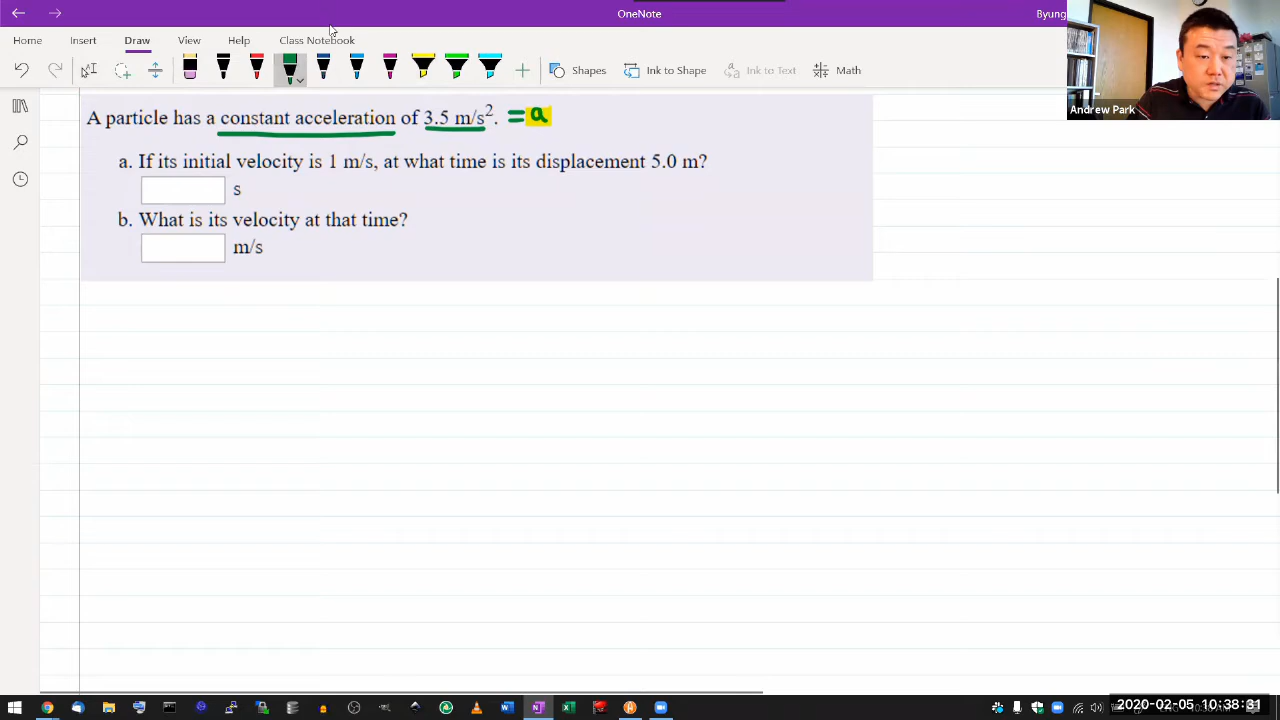 OneNote
Byung
Home Insert Draw View Help Class Notebook
Shapes Ink to Shape Ink to Text Math
Andrew Park
A particle has a constant acceleration of 3.5 m/s². = a
a. If its initial velocity is 1 m/s, at what time is its displacement 5.0 m?
s
b. What is its velocity at that time?
m/s
2020-02-05 10:38:31